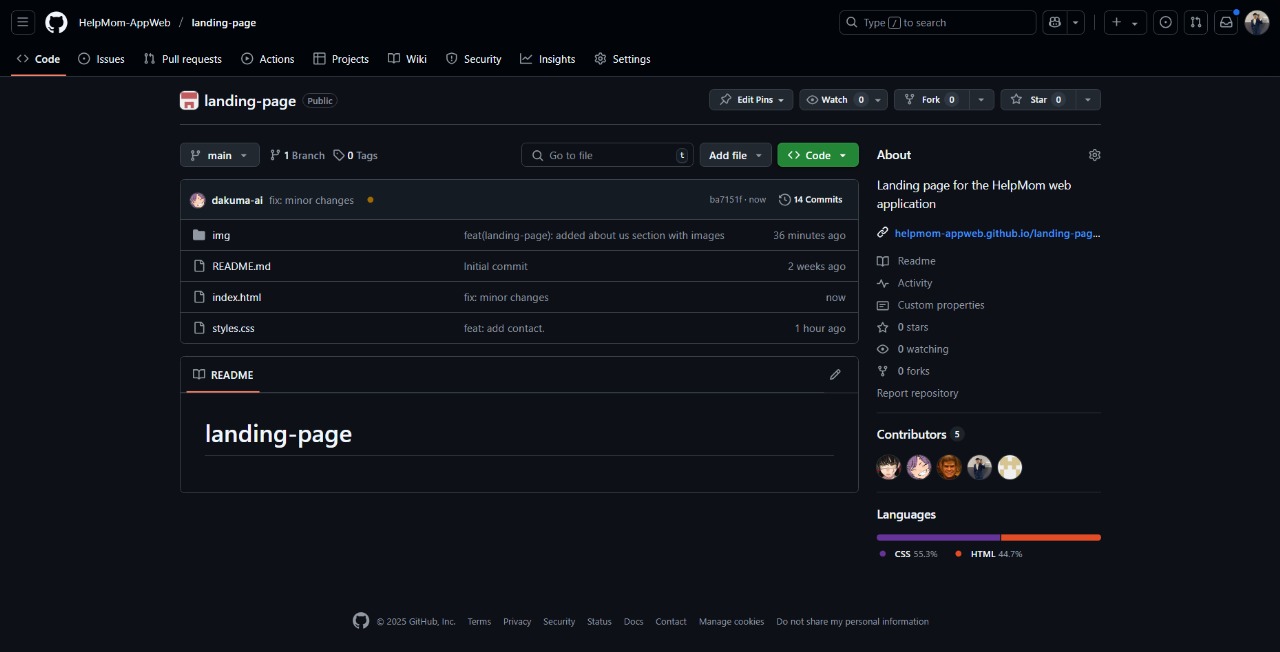 HelpMom-AppWeb / landing-page
Type / to search
Code Issues Pull requests Actions Projects Wiki Security Insights Settings
landing-page Public
Edit Pins Watch 0 Fork 0 Star 0
main 1 Branch 0 Tags
Go to file t Add file Code
dakuma-ai fix: minor changes ba7151f · now 14 Commits
img feat(landing-page): added about us section with images 36 minutes ago
README.md Initial commit 2 weeks ago
index.html fix: minor changes now
styles.css feat: add contact. 1 hour ago
README
landing-page
About
Landing page for the HelpMom web
application
helpmom-appweb.github.io/landing-pag...
Readme
Activity
Custom properties
0 stars
0 watching
0 forks
Report repository
Contributors 5
Languages
CSS 55.3% HTML 44.7%
© 2025 GitHub, Inc. Terms Privacy Security Status Docs Contact Manage cookies Do not share my personal information